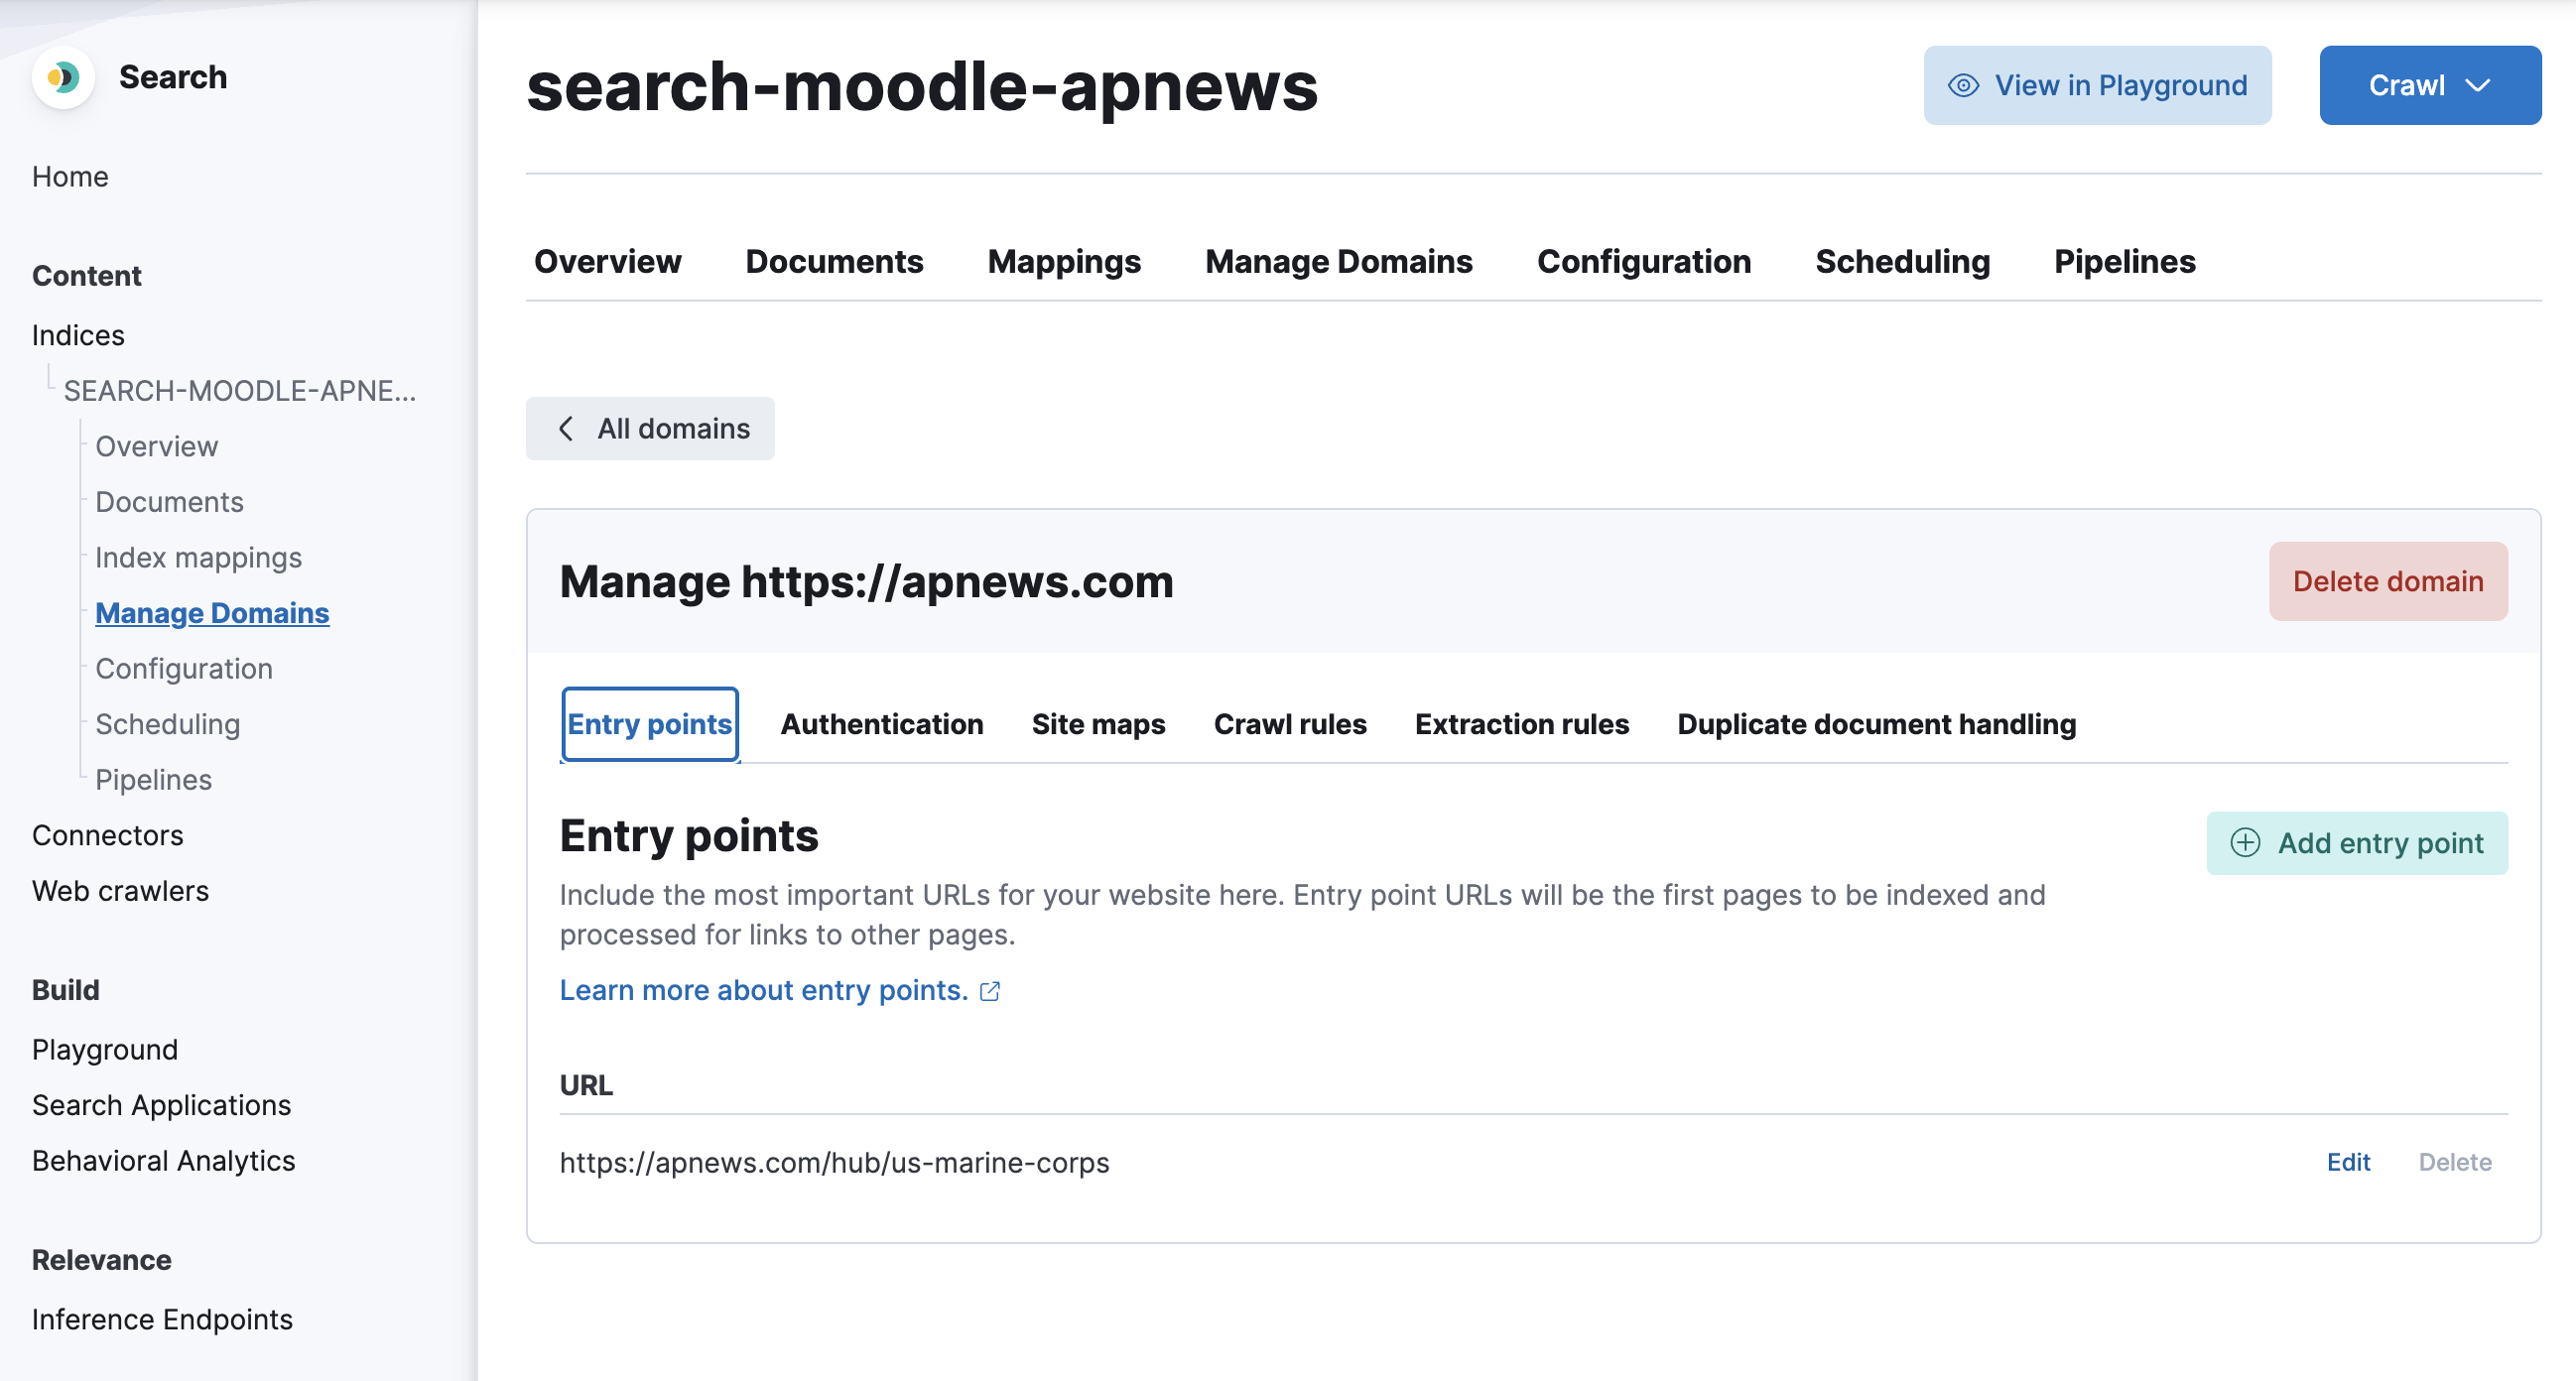 Search
Home
Content
Indices
SEARCH-MOODLE-APNE...
Overview
Documents
Index mappings
Manage Domains
Configuration
Scheduling
Pipelines
Connectors
Web crawlers
Build
Playground
Search Applications
Behavioral Analytics
Relevance
Inference Endpoints
search-moodle-apnews
View in Playground
Crawl
Overview Documents Mappings Manage Domains Configuration Scheduling Pipelines
All domains
Manage https://apnews.com
Delete domain
Entry points Authentication Site maps Crawl rules Extraction rules Duplicate document handling
Entry points
Add entry point
Include the most important URLs for your website here. Entry point URLs will be the first pages to be indexed and
processed for links to other pages.
Learn more about entry points.
URL
https://apnews.com/hub/us-marine-corps Edit Delete